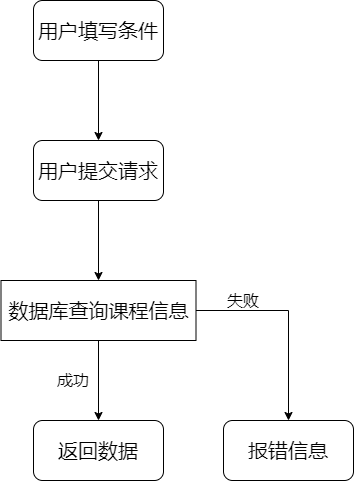 用户填写条件
用户提交请求
数据库查询课程信息
失败
成功
返回数据
报错信息